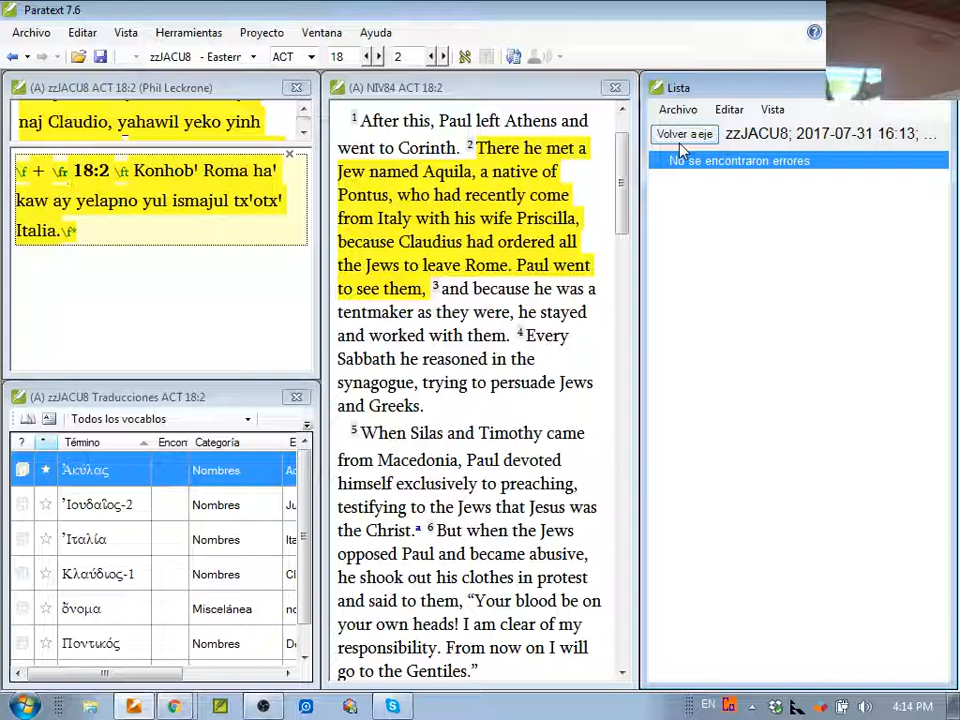 Paratext 7.6
Archivo Editar Vista Herramientas Proyecto Ventana Ayuda
zzJACU8 - Easterr ACT 18 2
(A) zzJACU8 ACT 18:2 (Phil Leckrone)
naj Claudio, yahawil yeko yinh
\f + \fr 18:2 \ft Konhob' Roma ha'
kaw ay yelapno yul ismajul tx'otx'
Italia.\f*
(A) zzJACU8 Traducciones ACT 18:2
Todos los vocablos
? Término Encon Categoría E
Ἀκύλας Nombres Ac
Ἰουδαῖος-2 Nombres Ju
Ἰταλία Nombres Ita
Κλαύδιος-1 Nombres Cl
ὄνομα Miscelánea no
Ποντικός Nombres De
(A) NIV84 ACT 18:2
1 After this, Paul left Athens and
went to Corinth. 2 There he met a
Jew named Aquila, a native of
Pontus, who had recently come
from Italy with his wife Priscilla,
because Claudius had ordered all
the Jews to leave Rome. Paul went
to see them, 3 and because he was a
tentmaker as they were, he stayed
and worked with them. 4 Every
Sabbath he reasoned in the
synagogue, trying to persuade Jews
and Greeks.
5 When Silas and Timothy came
from Macedonia, Paul devoted
himself exclusively to preaching,
testifying to the Jews that Jesus was
the Christ.a 6 But when the Jews
opposed Paul and became abusive,
he shook out his clothes in protest
and said to them, “Your blood be on
your own heads! I am clear of my
responsibility. From now on I will
go to the Gentiles.”
Lista
Archivo Editar Vista
Volver a eje zzJACU8; 2017-07-31 16:13; ...
No se encontraron errores
EN 4:14 PM